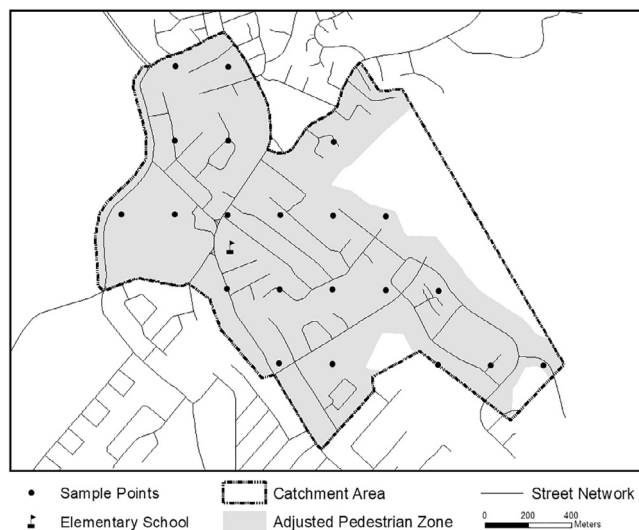 Sample Points
Catchment Area
Street Network
Elementary School
Adjusted Pedestrian Zone
0 200 400
Meters